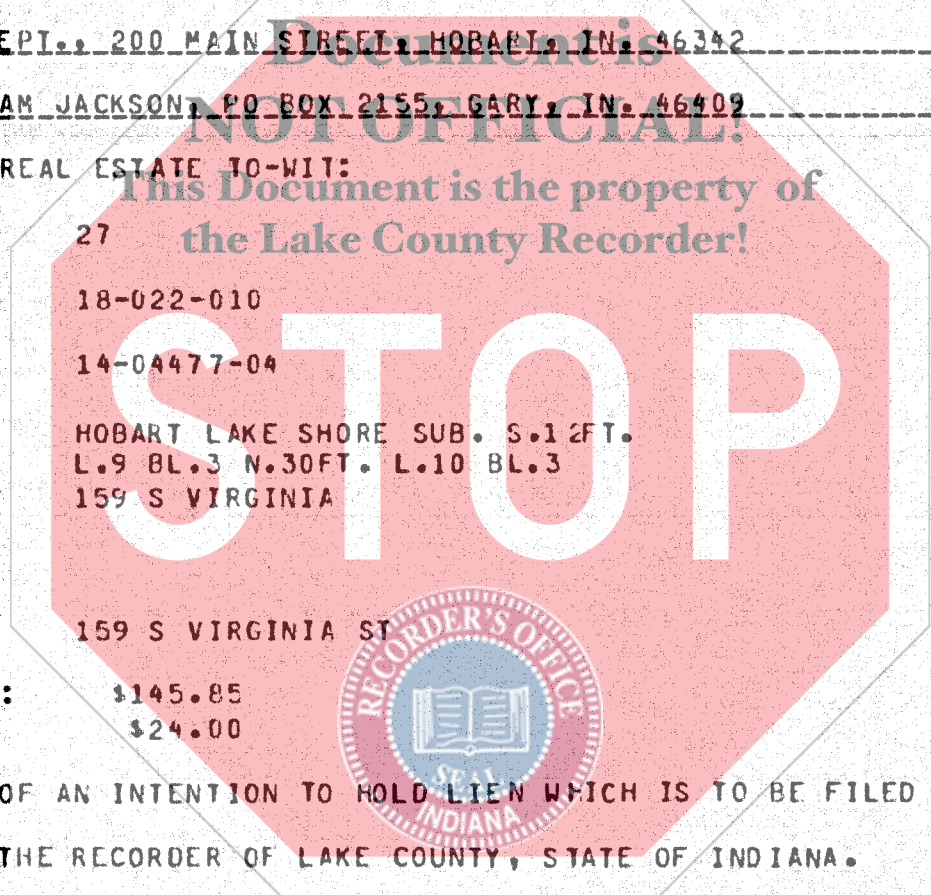 EPT., 200 MAIN STREET, HOBART, IN. 46342
Document is
AM JACKSON, PO BOX 2155, GARY, IN. 46409
NOT OFFICIAL!
REAL ESTATE TO-WIT:
This Document is the property of
27
the Lake County Recorder!
18-022-010
STOP
14-04477-04
HOBART LAKE SHORE SUB. S.12FT.
L.9 BL.3 N.30FT. L.10 BL.3
159 S VIRGINIA
159 S VIRGINIA ST
RECORDER'S OFFICE
: $145.85
$24.00
SEAL
OF AN INTENTION TO HOLD LIEN WHICH IS TO BE FILED
INDIANA
THE RECORDER OF LAKE COUNTY, STATE OF INDIANA.